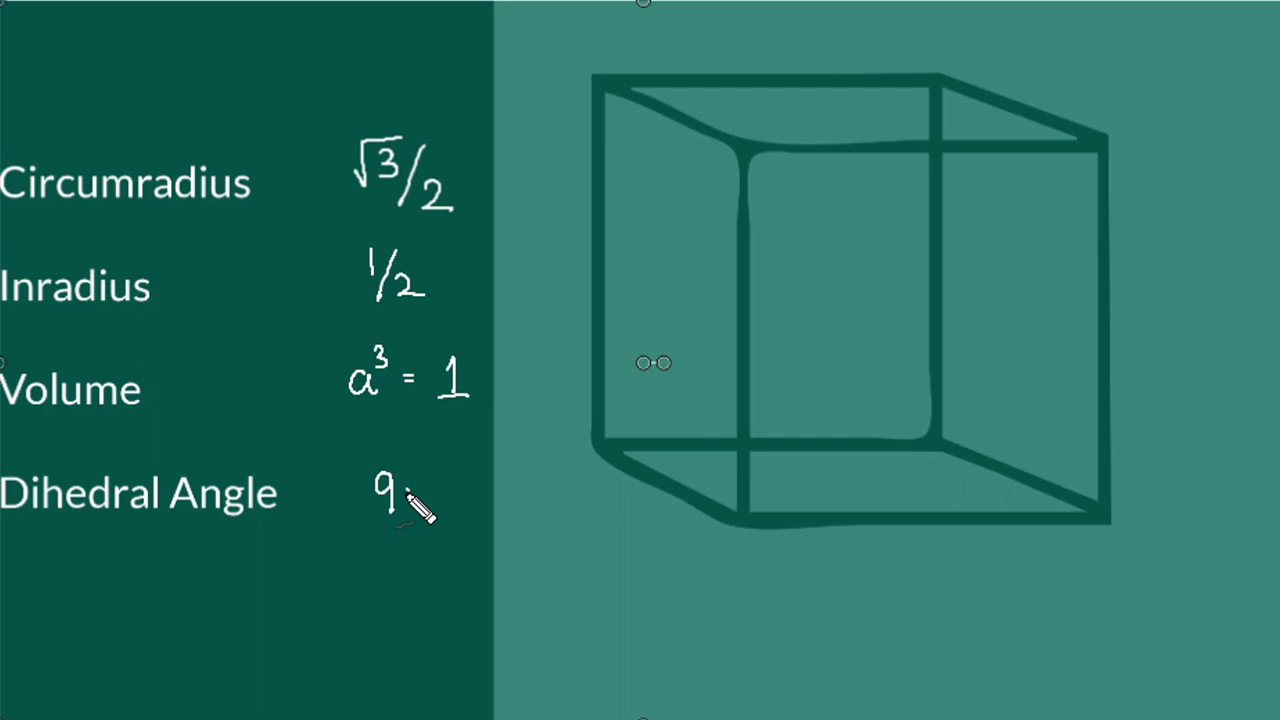 Circumradius √3/2
Inradius 1/2
Volume a³ = 1
Dihedral Angle 9